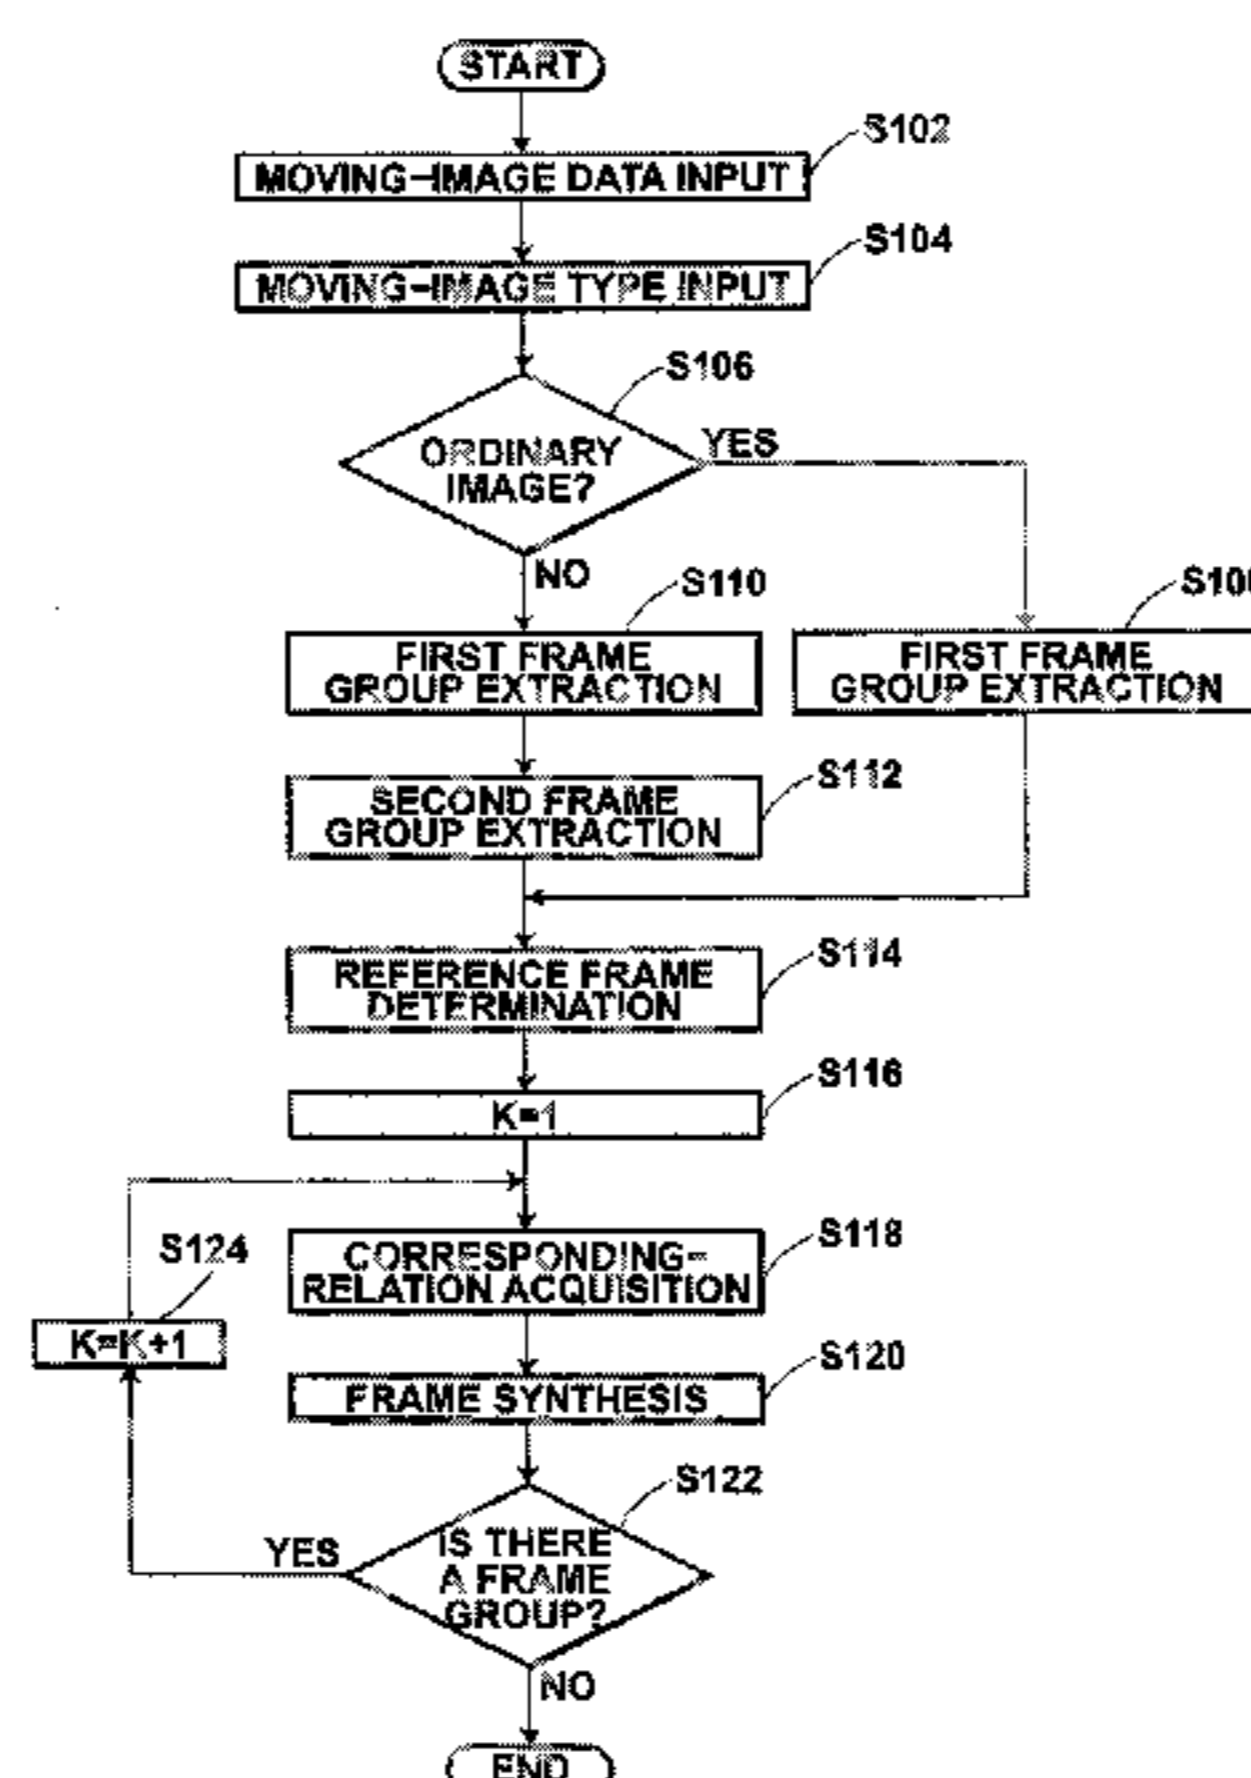 START
S102
MOVING-IMAGE DATA INPUT
S104
MOVING-IMAGE TYPE INPUT
S106
ORDINARY
IMAGE?
YES
NO
S110
FIRST FRAME
GROUP EXTRACTION
FIRST FRAME
GROUP EXTRACTION
S112
SECOND FRAME
GROUP EXTRACTION
S114
REFERENCE FRAME
DETERMINATION
S116
K=1
S118
CORRESPONDING-
RELATION ACQUISITION
S124
K=K+1
S120
FRAME SYNTHESIS
S122
IS THERE
A FRAME
GROUP?
YES
NO
END